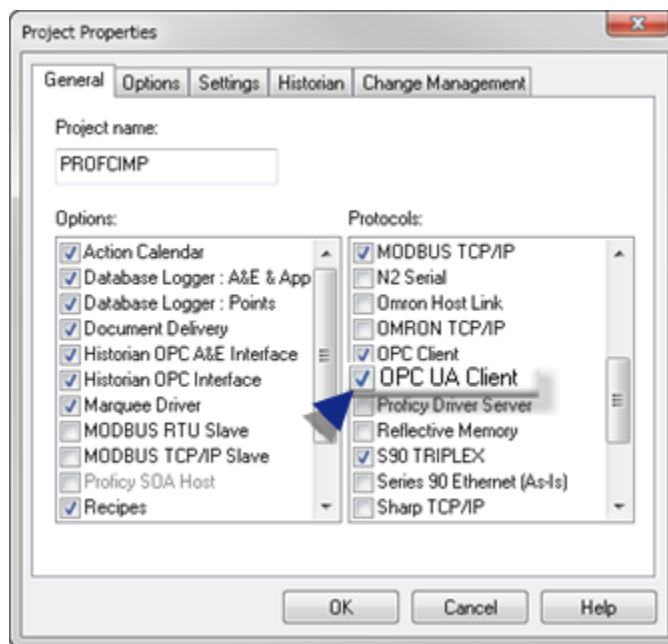 Project Properties
General Options Settings Historian Change Management
Project name:
PROFCIMP
Options:
Action Calendar
Database Logger : A&E & App
Database Logger : Points
Document Delivery
Historian OPC A&E Interface
Historian OPC Interface
Marquee Driver
MODBUS RTU Slave
MODBUS TCP/IP Slave
Proficy SOA Host
Recipes
Protocols:
MODBUS TCP/IP
N2 Serial
Omron Host Link
OMRON TCP/IP
OPC Client
OPC UA Client
Proficy Driver Server
Reflective Memory
S90 TRIPLEX
Series 90 Ethernet (As-Is)
Sharp TCP/IP
OK Cancel Help